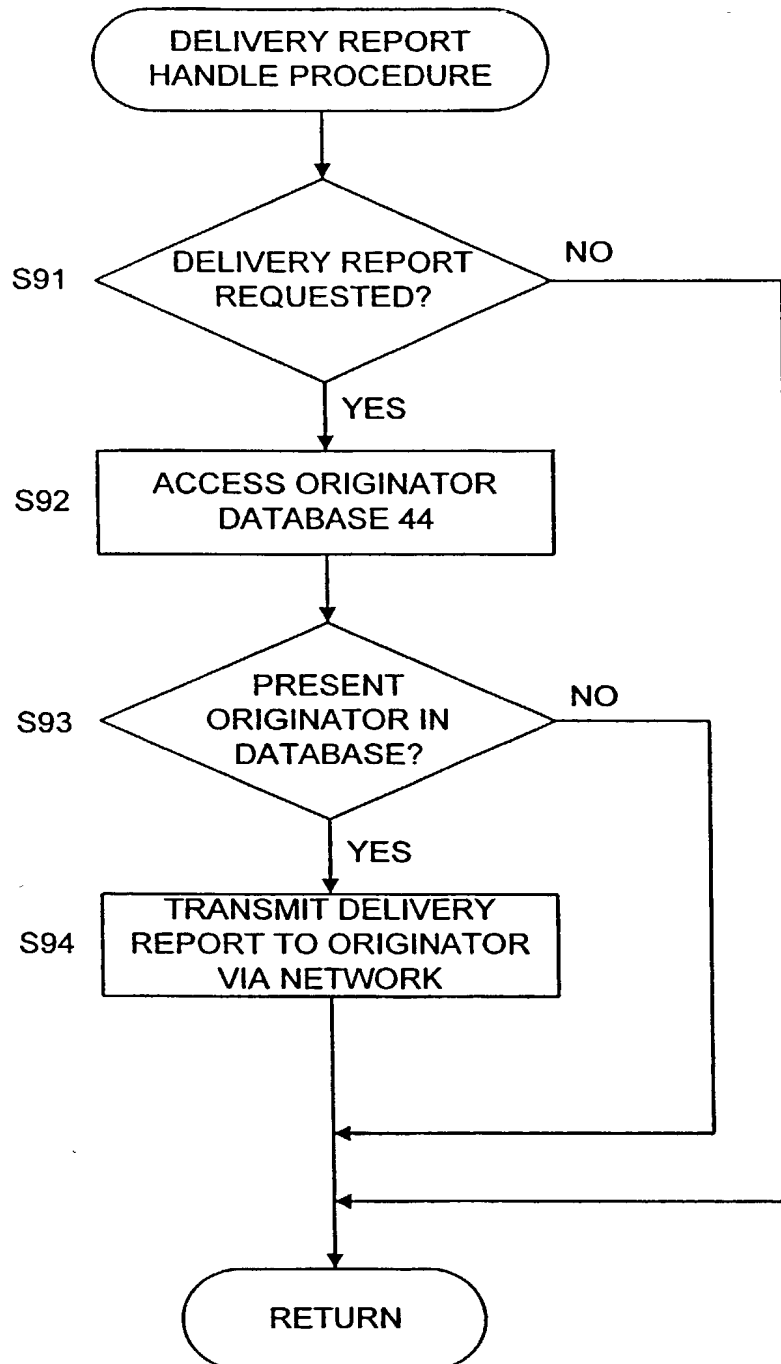 DELIVERY REPORT
HANDLE PROCEDURE
S91
DELIVERY REPORT
REQUESTED?
NO
YES
S92
ACCESS ORIGINATOR
DATABASE 44
S93
PRESENT
ORIGINATOR IN
DATABASE?
NO
YES
S94
TRANSMIT DELIVERY
REPORT TO ORIGINATOR
VIA NETWORK
RETURN